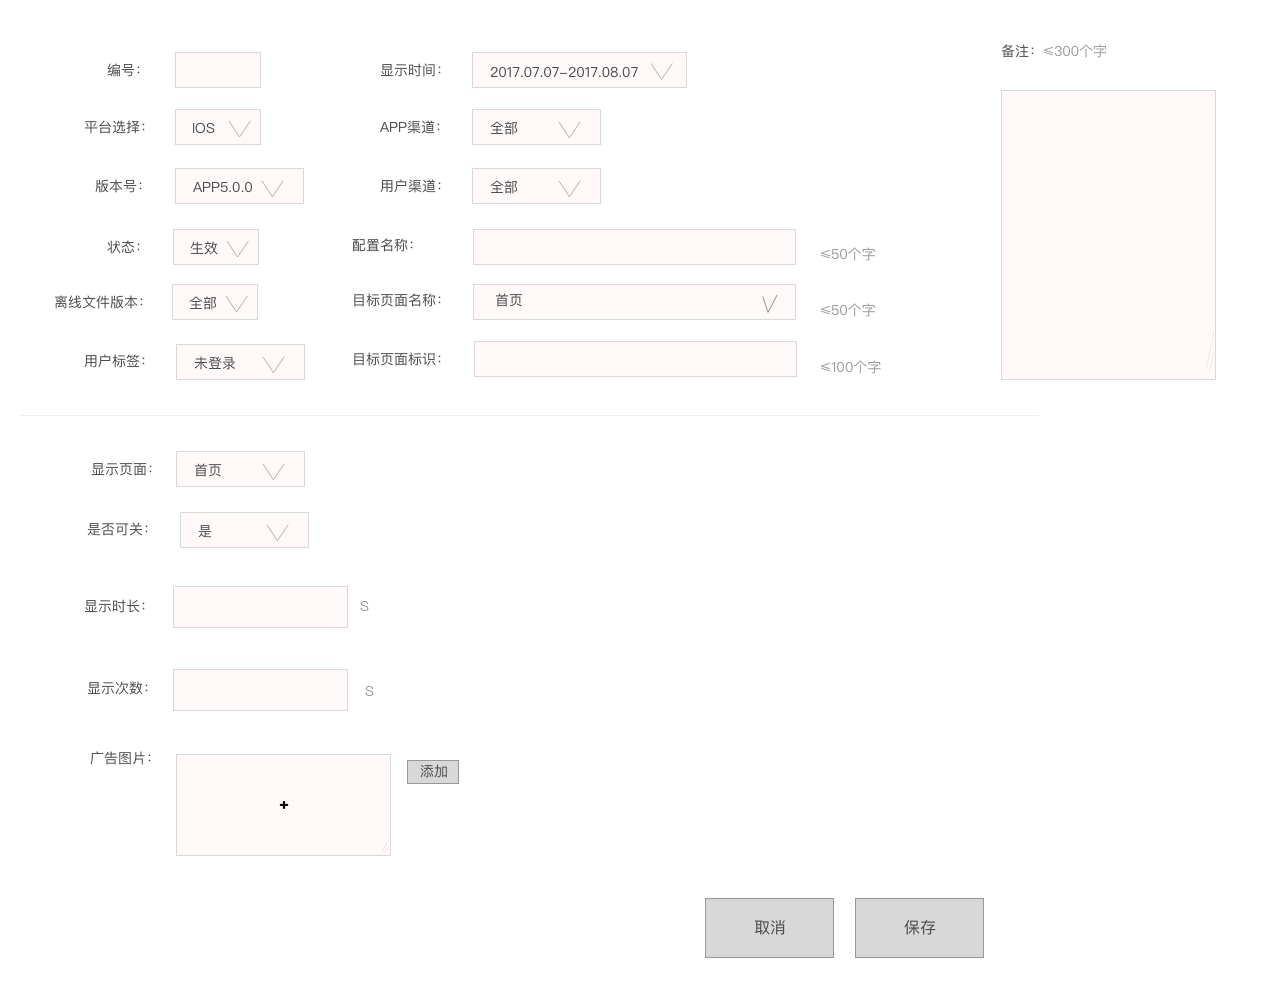 编号：
显示时间： 2017.07.07-2017.08.07
备注：≤300个字
平台选择： IOS
APP渠道： 全部
版本号： APP5.0.0
用户渠道： 全部
状态： 生效
配置名称： ≤50个字
离线文件版本： 全部
目标页面名称： 首页 ≤50个字
用户标签： 未登录
目标页面标识： ≤100个字
显示页面： 首页
是否可关： 是
显示时长： S
显示次数： S
广告图片： + 添加
取消 保存